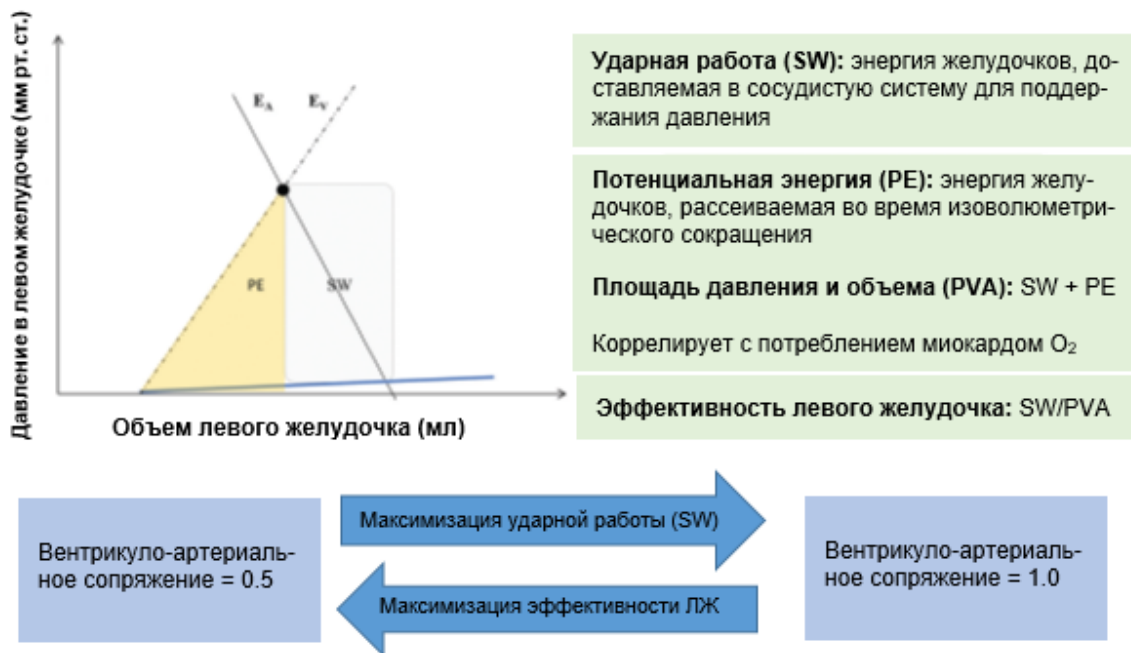 Давление в левом желудочке (мм рт. ст.)
E_A
E_V
PE
SW
Объем левого желудочка (мл)
Ударная работа (SW): энергия желудочков, до-
ставляемая в сосудистую систему для поддер-
жания давления
Потенциальная энергия (PE): энергия желу-
дочков, рассеиваемая во время изоволюметри-
ческого сокращения
Площадь давления и объема (PVA): SW + PE
Коррелирует с потреблением миокардом O₂
Эффективность левого желудочка: SW/PVA
Вентрикуло-артериаль-
ное сопряжение = 0.5
Максимизация ударной работы (SW)
Максимизация эффективности ЛЖ
Вентрикуло-артериаль-
ное сопряжение = 1.0